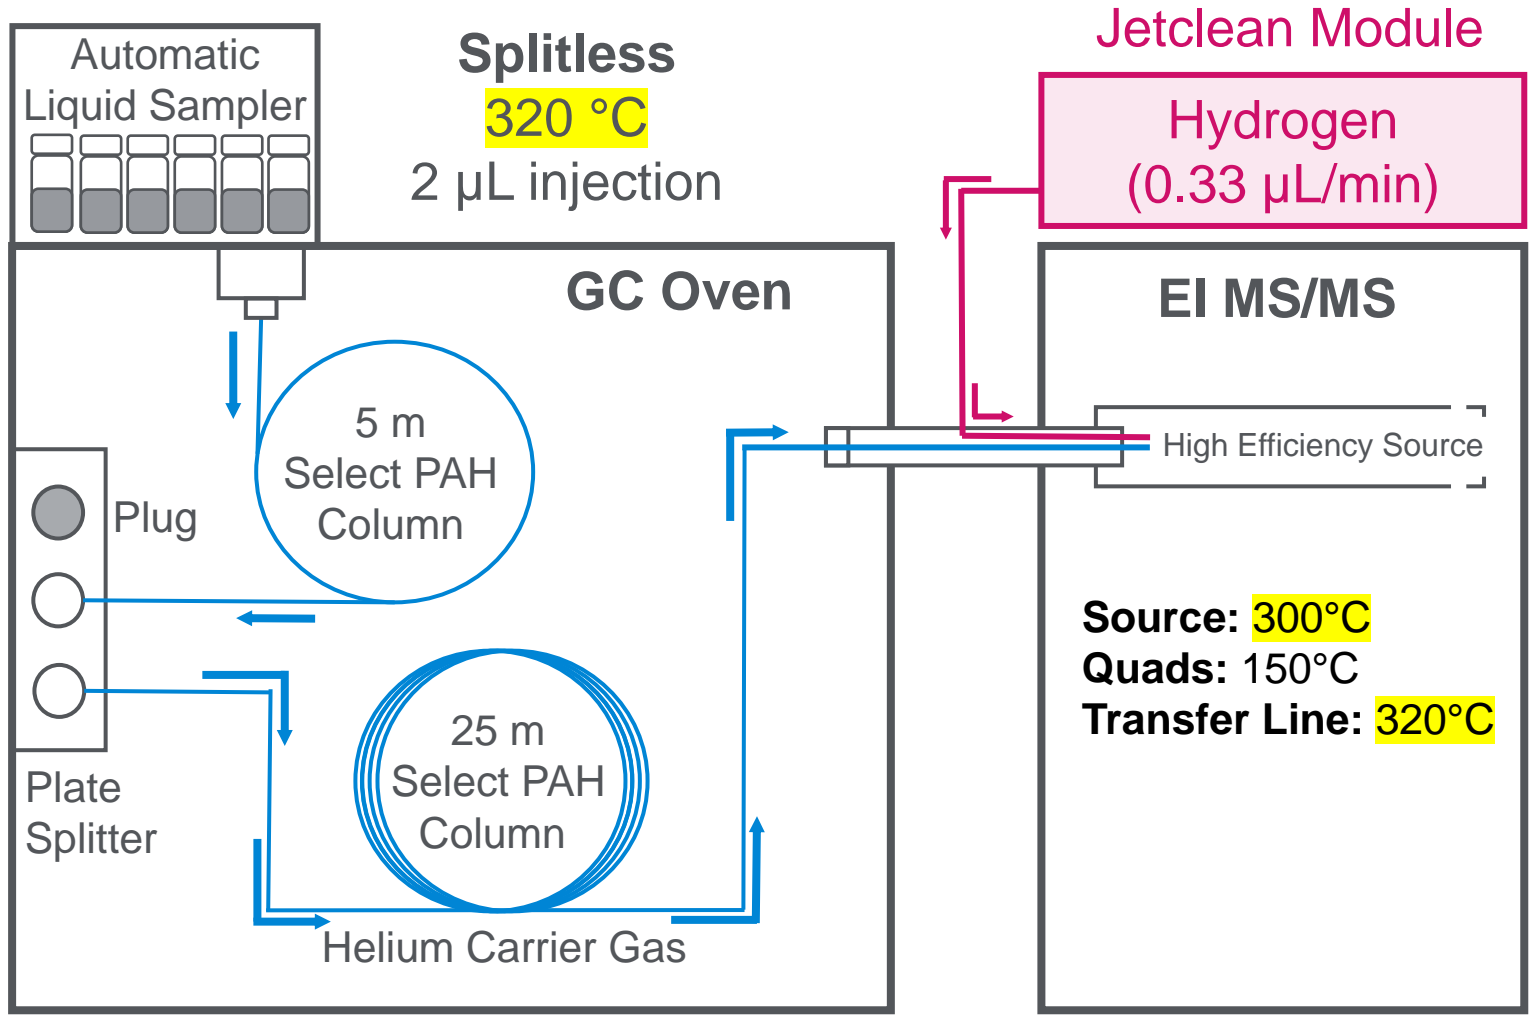 Automatic
Liquid Sampler
Splitless
320 °C
2 µL injection
Jetclean Module
Hydrogen
(0.33 µL/min)
GC Oven
EI MS/MS
5 m
Select PAH
Column
High Efficiency Source
Plug
Source: 300°C
Quads: 150°C
Transfer Line: 320°C
25 m
Select PAH
Column
Plate
Splitter
Helium Carrier Gas